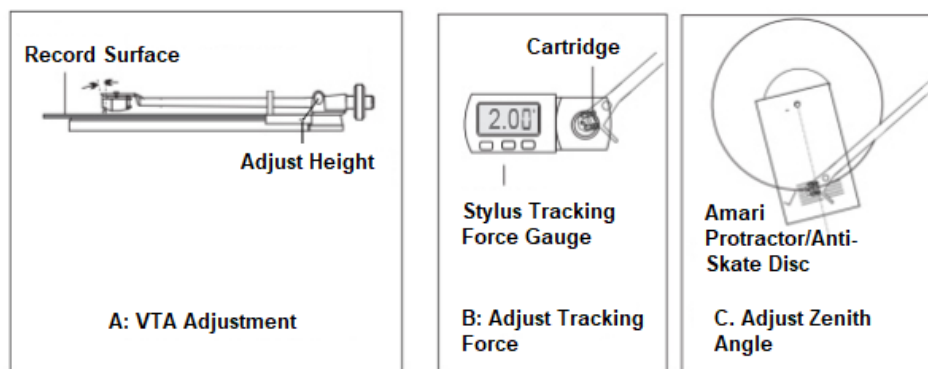 Record Surface
Adjust Height
A: VTA Adjustment
Cartridge
2.00
Stylus Tracking
Force Gauge
B: Adjust Tracking
Force
Amari
Protractor/Anti-
Skate Disc
C. Adjust Zenith
Angle